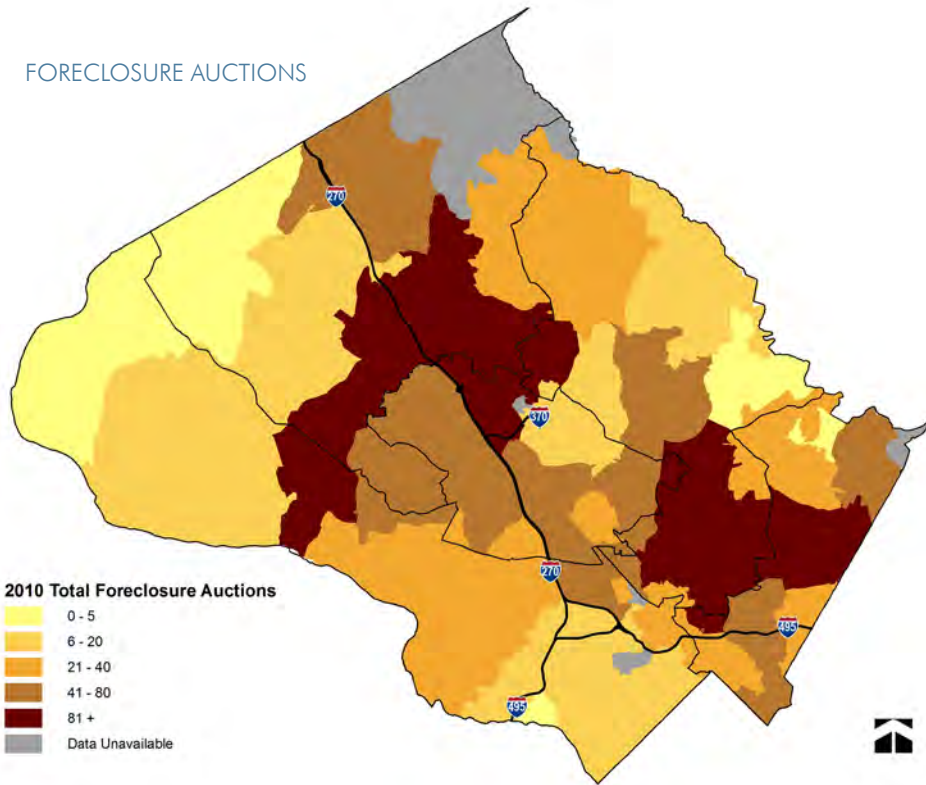 FORECLOSURE AUCTIONS
270
370
270
495
495
2010 Total Foreclosure Auctions
0 - 5
6 - 20
21 - 40
41 - 80
81 +
Data Unavailable